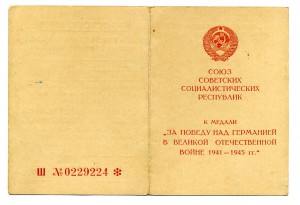 Ш №0229224 *
СОЮЗ
СОВЕТСКИХ
СОЦИАЛИСТИЧЕСКИХ
РЕСПУБЛИК
К МЕДАЛИ
„ЗА ПОБЕДУ НАД ГЕРМАНИЕЙ
В ВЕЛИКОЙ ОТЕЧЕСТВЕННОЙ
ВОЙНЕ 1941—1945 гг."